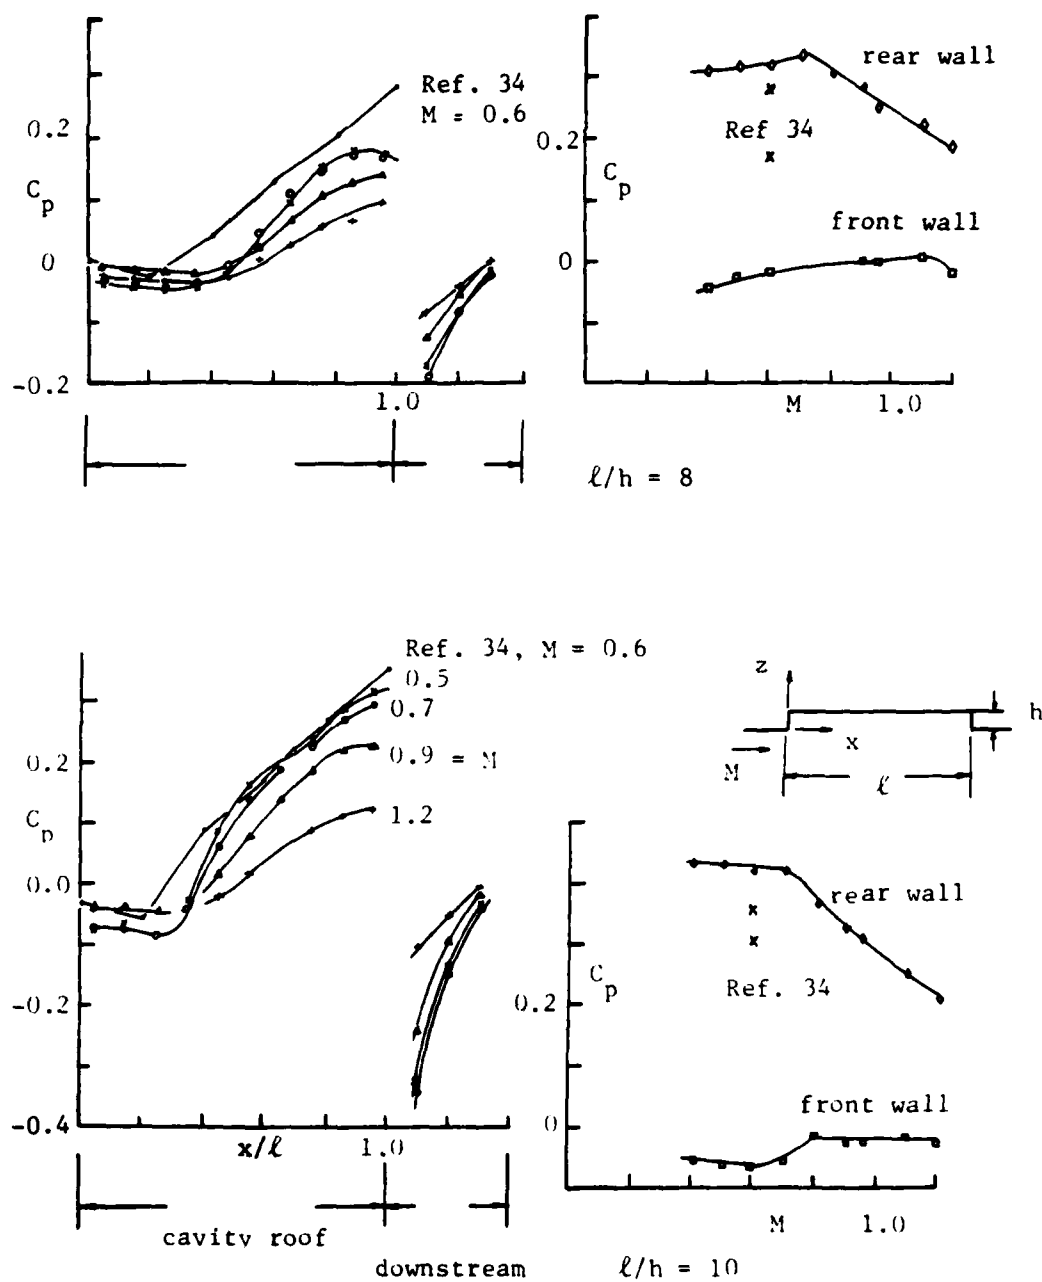 Ref. 34
M = 0.6
0.2
C p
0
-0.2
1.0
rear wall
0.2
Ref 34
C p
front wall
0
M
1.0
ℓ/h = 8
Ref. 34, M = 0.6
0.5
0.7
0.9 = M
1.2
0.2
C p
0.0
-0.2
-0.4
x/ℓ
1.0
cavity roof
downstream
z
h
x
M
ℓ
rear wall
C p
0.2
Ref. 34
front wall
0
M
1.0
ℓ/h = 10